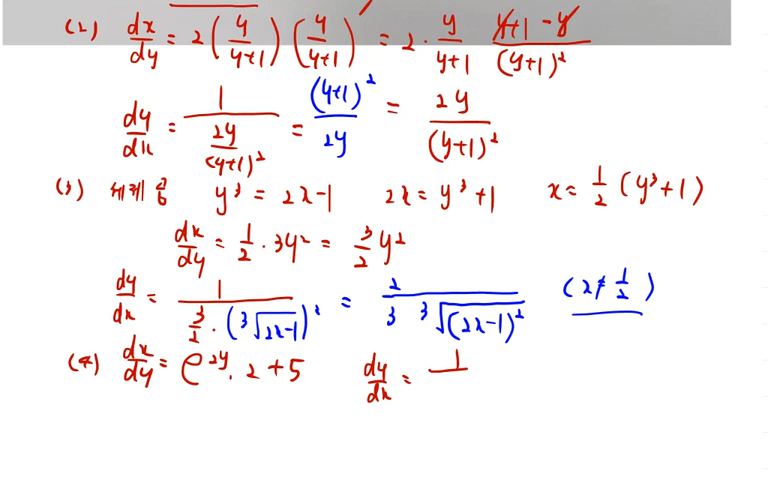 (2) dx/dy = 2(y/y+1)(y/y+1)′ = 2 · y/y+1 y+1-y/(y+1)²
dy/dx = 1/(2y/(y+1)²) = (y+1)²/2y = 2y/(y+1)²
(3) 세제곱 y³ = 2x-1 2x = y³+1 x = 1/2 (y³+1)
dx/dy = 1/2 · 3y² = 3/2 y²
dy/dx = 1/(3/2 · (³√2x-1)²) = 2/(3 ³√(2x-1)²) (x≠1/2)
(4) dx/dy = e^2y · 2 + 5 dy/dx = 1/